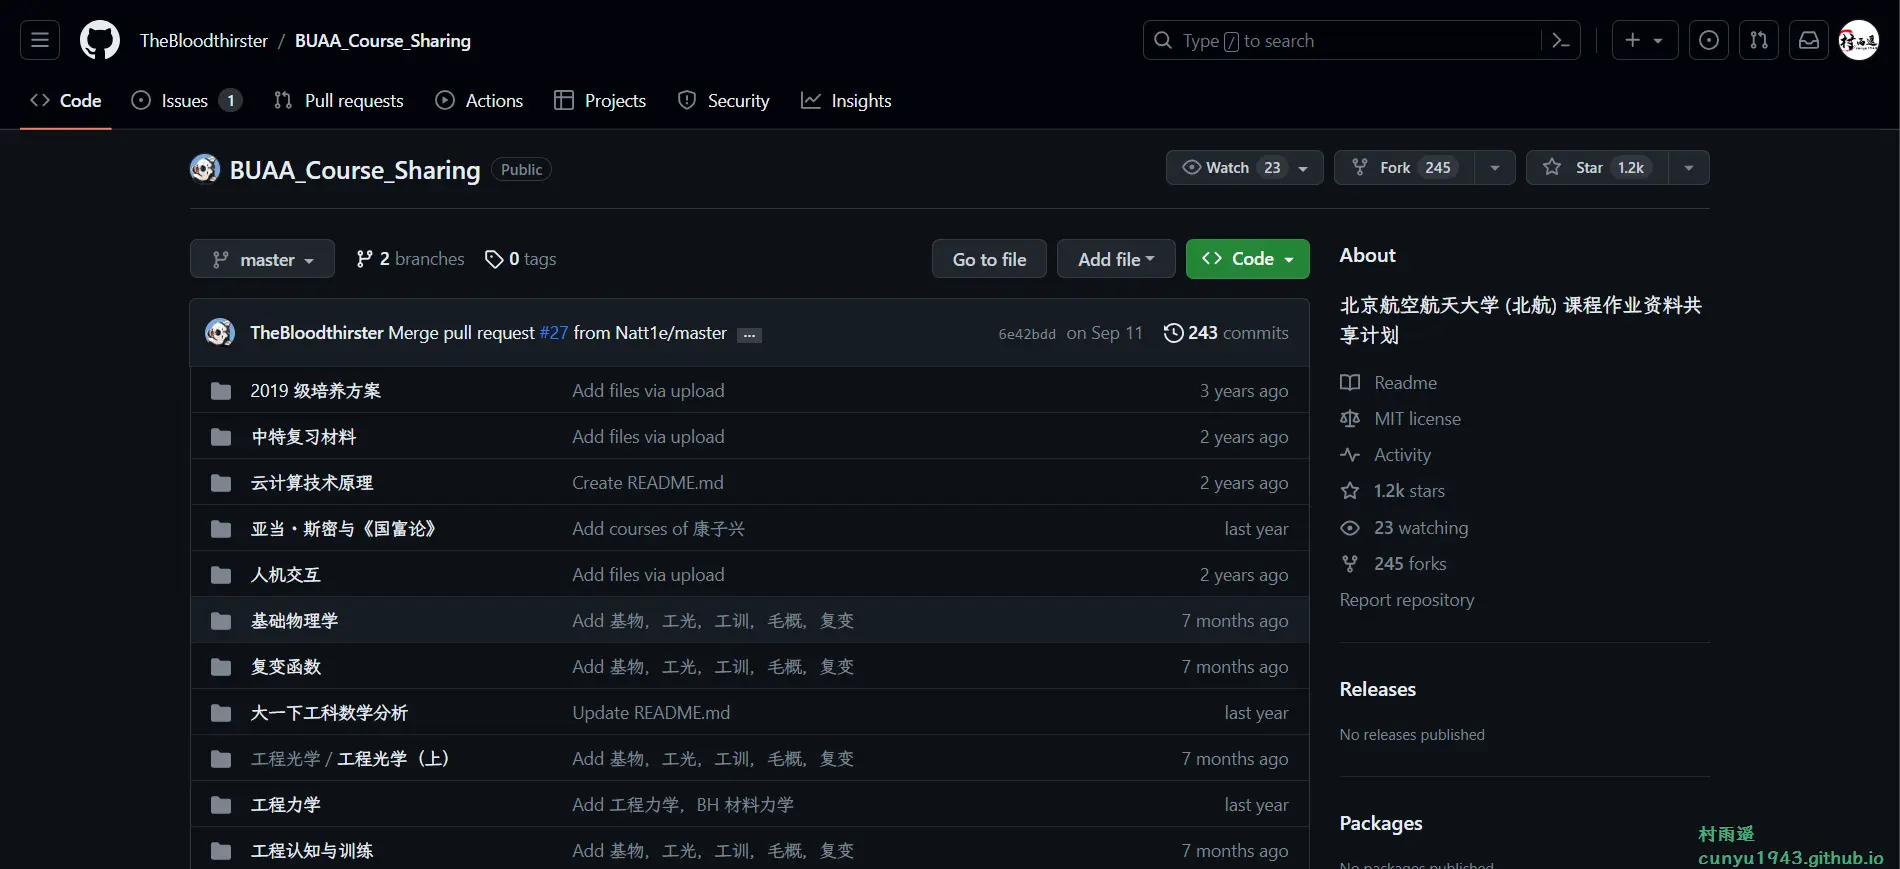 TheBloodthirster / BUAA_Course_Sharing
Type / to search
Code
Issues 1
Pull requests
Actions
Projects
Security
Insights
BUAA_Course_Sharing Public
Watch 23
Fork 245
Star 1.2k
master
2 branches
0 tags
Go to file
Add file
Code
TheBloodthirster Merge pull request #27 from Natt1e/master ...
6e42bdd on Sep 11
243 commits
2019 级培养方案 Add files via upload 3 years ago
中特复习材料 Add files via upload 2 years ago
云计算技术原理 Create README.md 2 years ago
亚当·斯密与《国富论》 Add courses of 康子兴 last year
人机交互 Add files via upload 2 years ago
基础物理学 Add 基物，工光，工训，毛概，复变 7 months ago
复变函数 Add 基物，工光，工训，毛概，复变 7 months ago
大一下工科数学分析 Update README.md last year
工程光学 / 工程光学（上） Add 基物，工光，工训，毛概，复变 7 months ago
工程力学 Add 工程力学，BH 材料力学 last year
工程认知与训练 Add 基物，工光，工训，毛概，复变 7 months ago
About
北京航空航天大学 (北航) 课程作业资料共
享计划
Readme
MIT license
Activity
1.2k stars
23 watching
245 forks
Report repository
Releases
No releases published
Packages
No packages published
村雨遥
cunyu1943.github.io